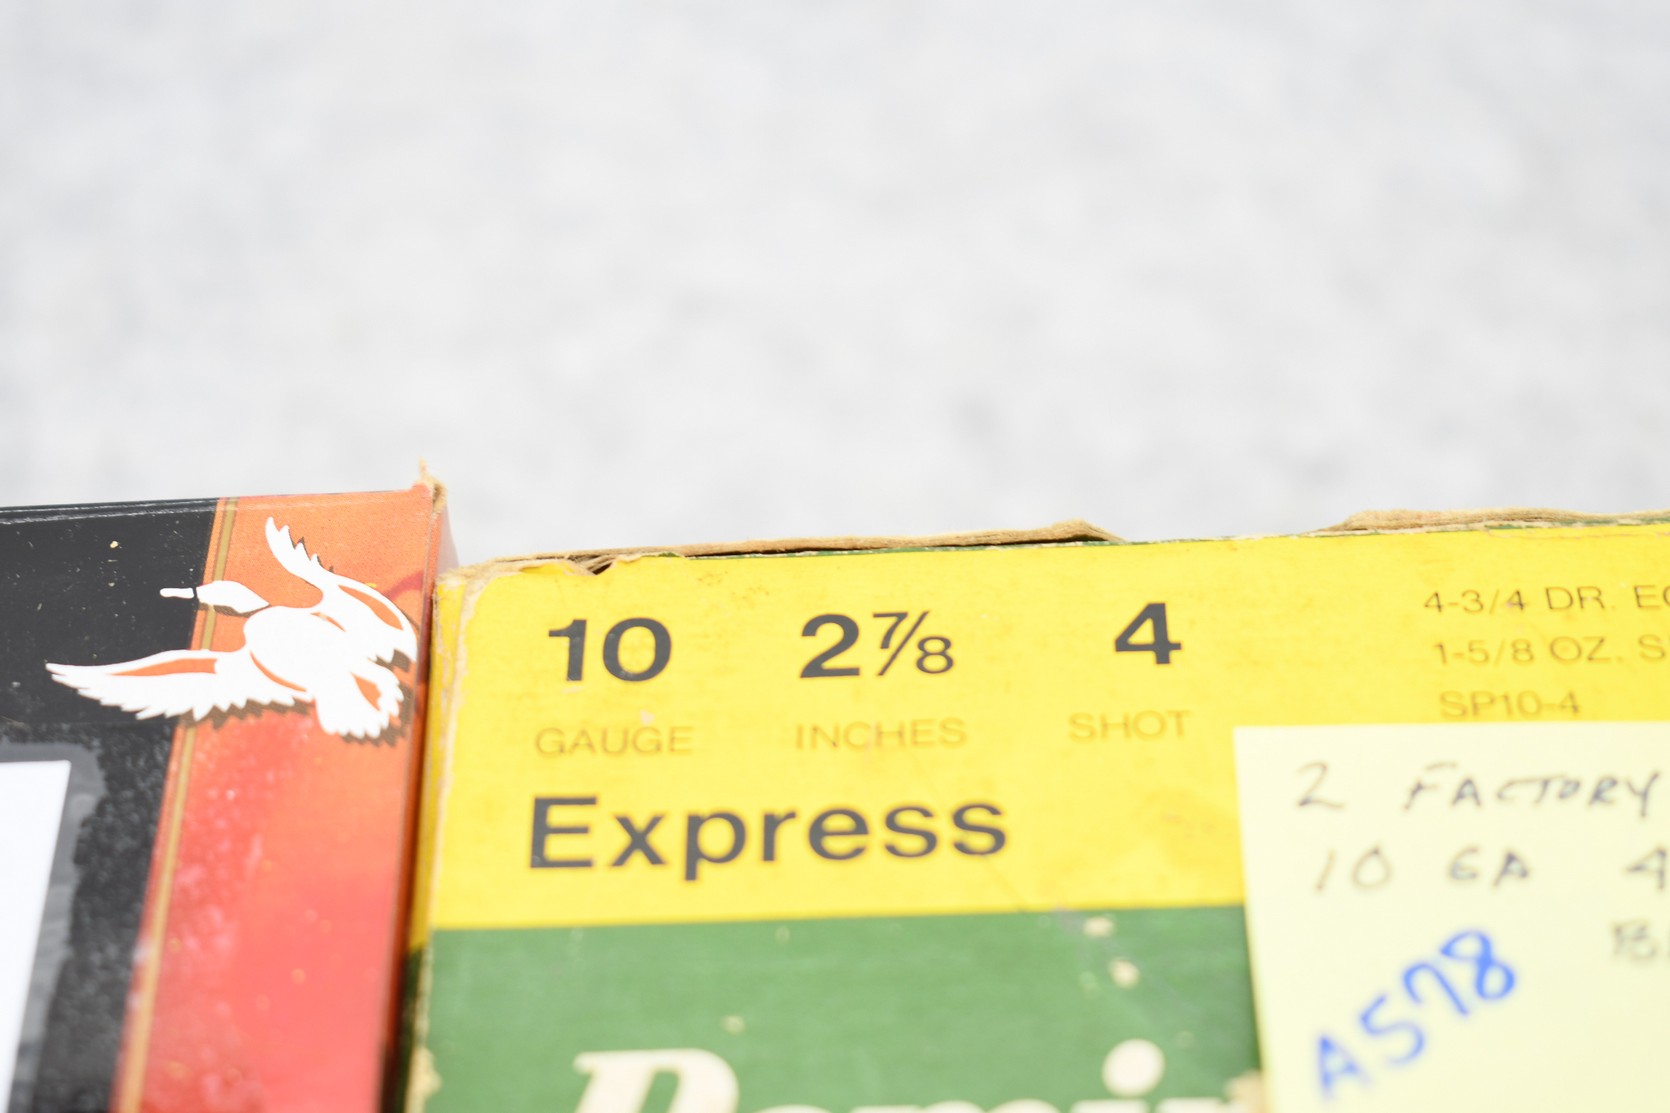 10 2⅞ 4
GAUGE INCHES SHOT
Express
4-3/4 DR.
1-5/8 OZ.
SP10-4
2 FACTORY
10 EA 4
A578